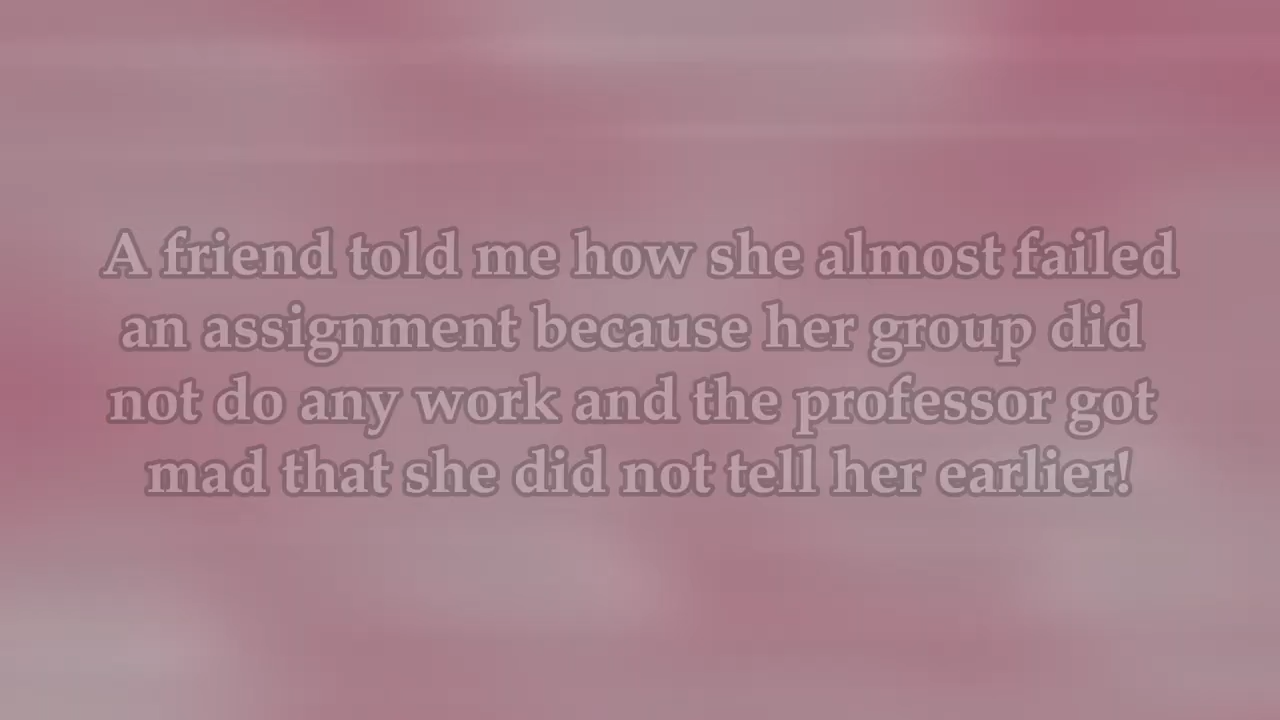 A friend told me how she almost failed
an assignment because her group did
not do any work and the professor got
mad that she did not tell her earlier!